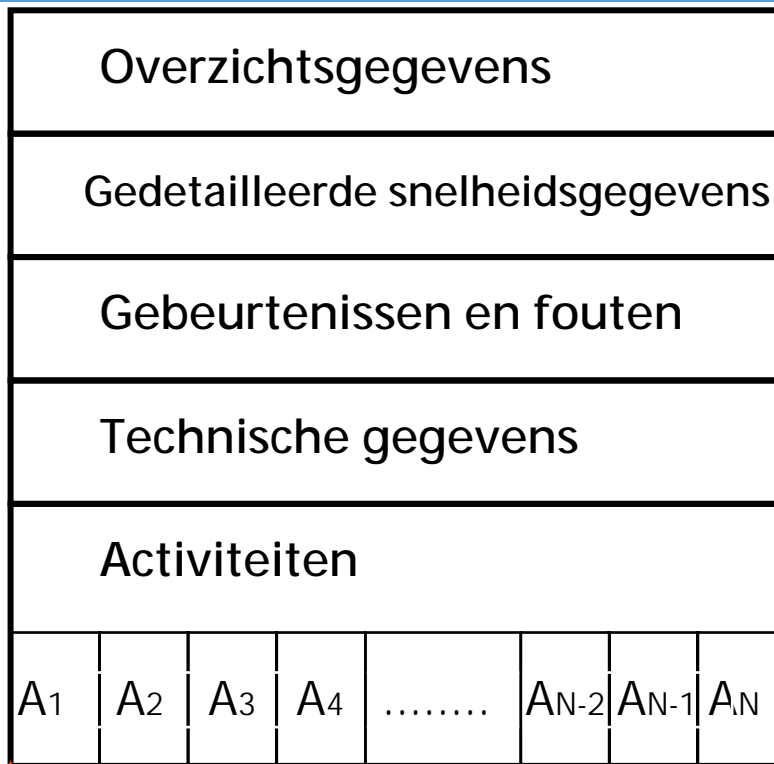 Overzichtsgegevens
Gedetailleerde snelheidsgegevens
Gebeurtenissen en fouten
Technische gegevens
Activiteiten
A1 A2 A3 A4 ........ AN-2 AN-1 AN